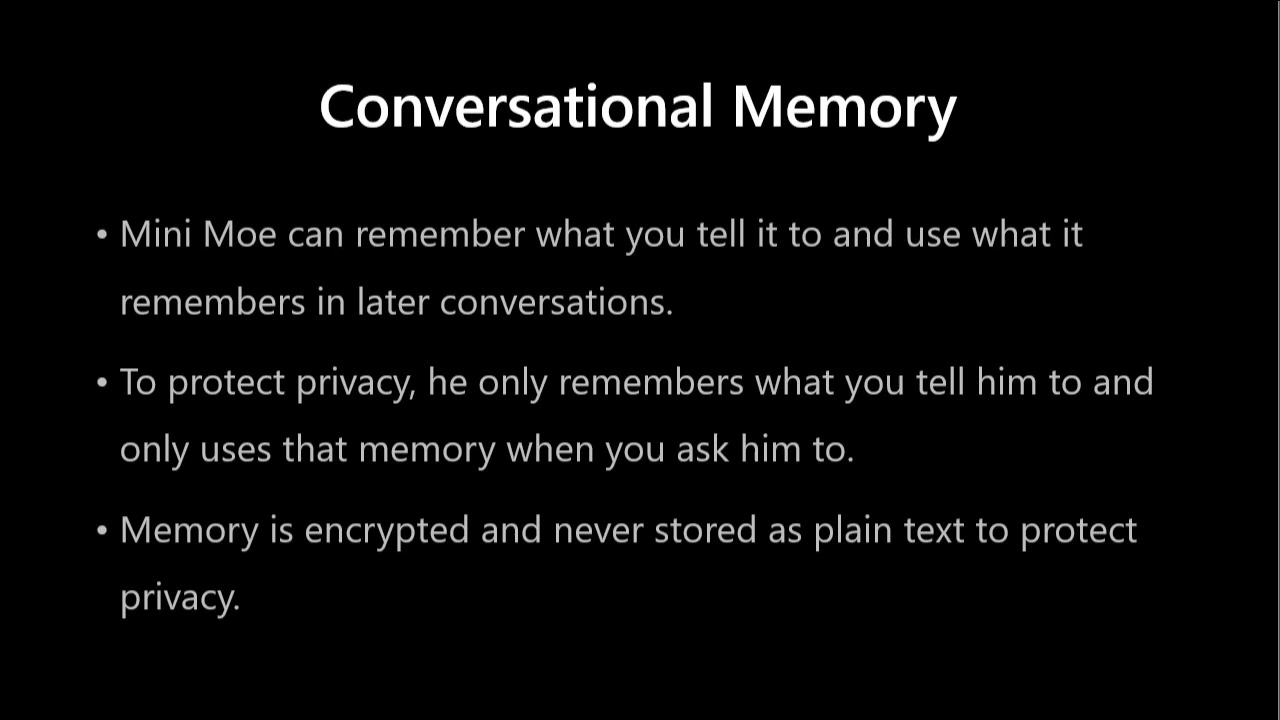 Conversational Memory
• Mini Moe can remember what you tell it to and use what it
remembers in later conversations.
• To protect privacy, he only remembers what you tell him to and
only uses that memory when you ask him to.
• Memory is encrypted and never stored as plain text to protect
privacy.